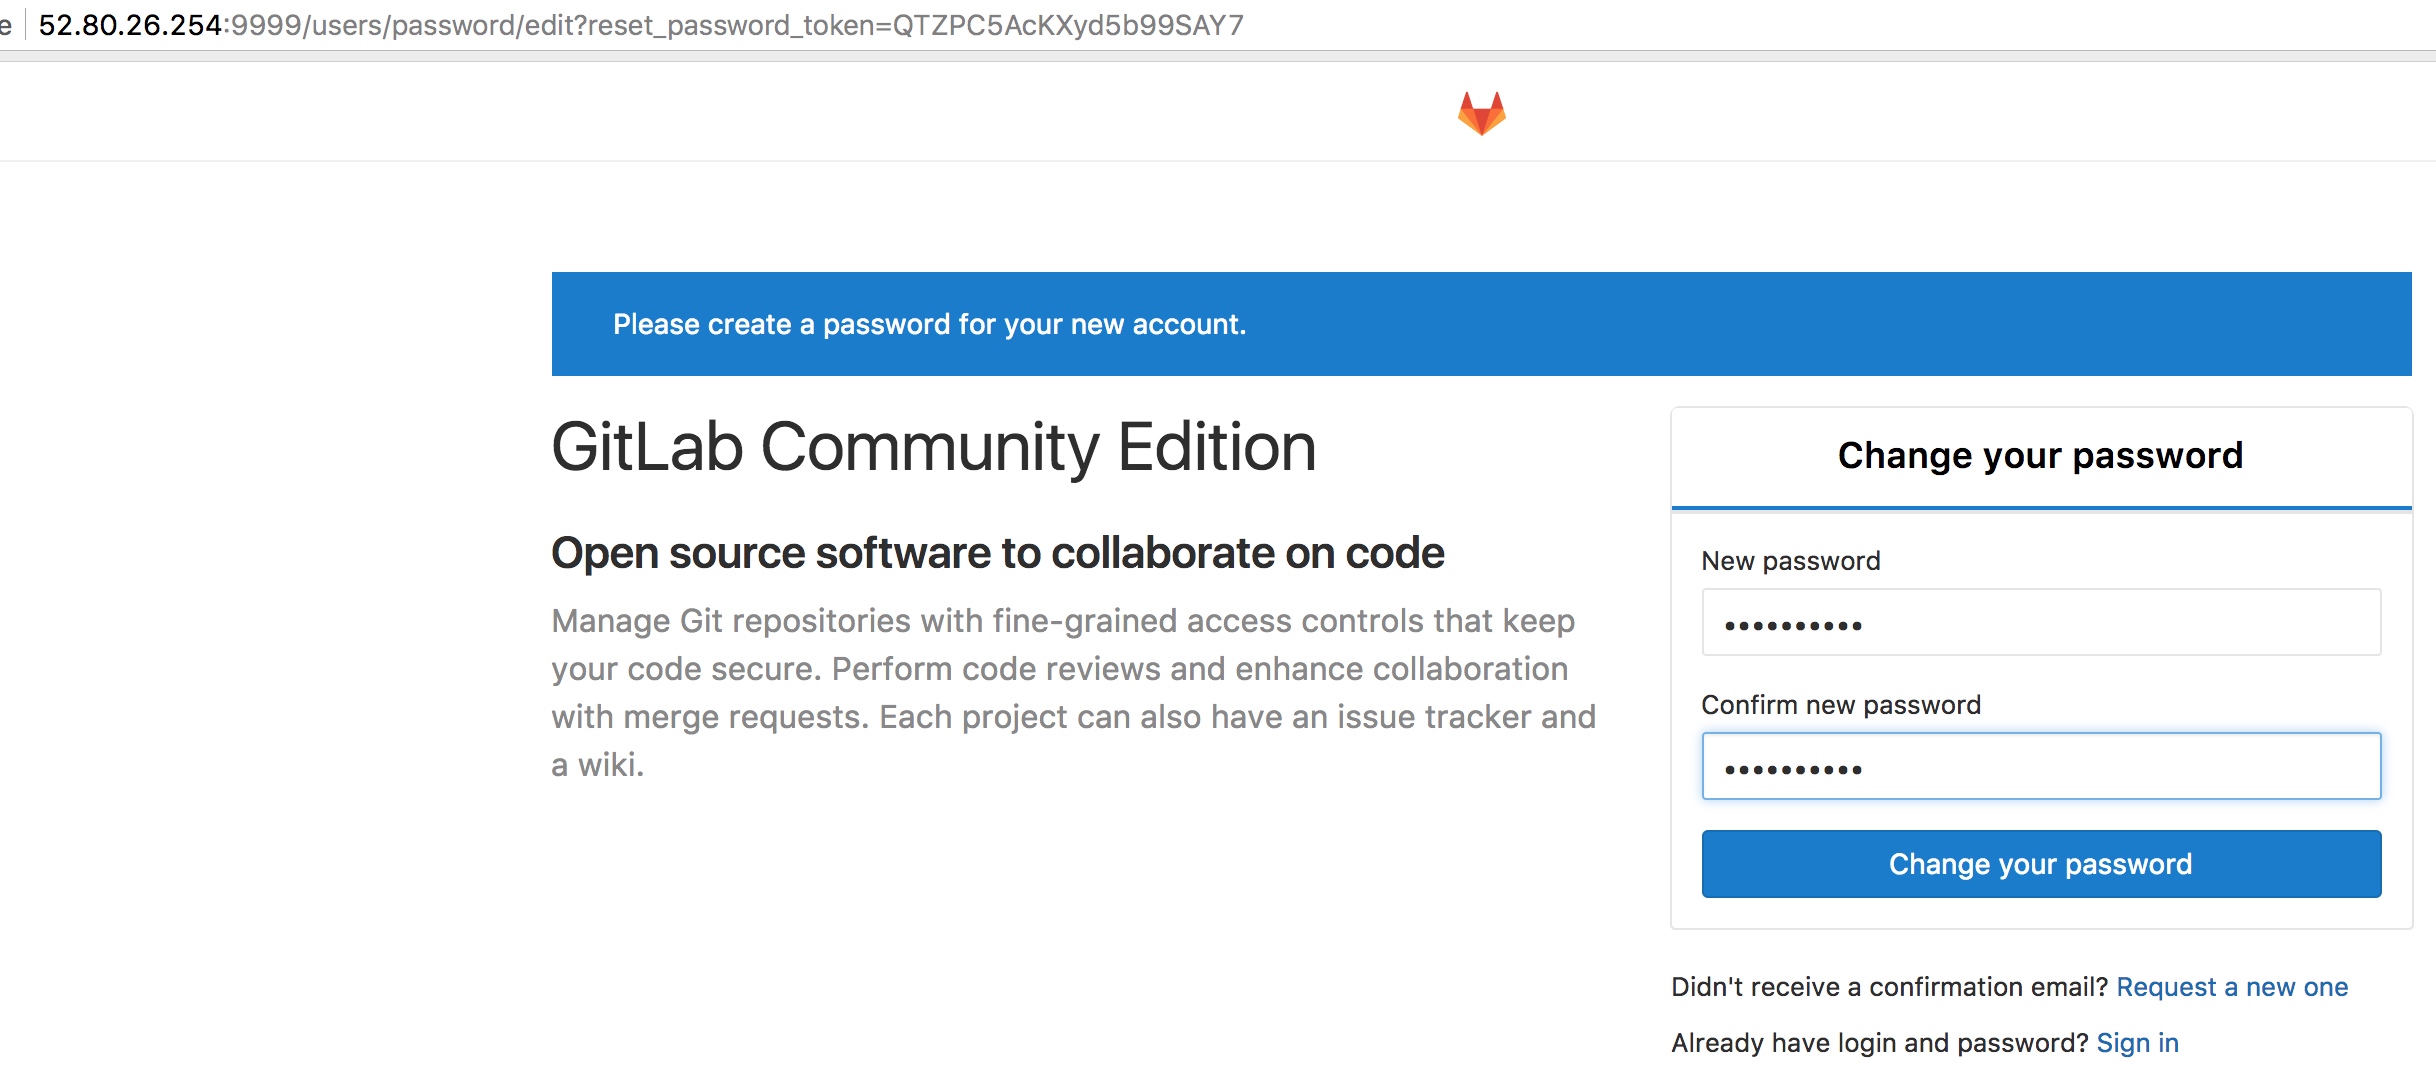 e 52.80.26.254:9999/users/password/edit?reset_password_token=QTZPC5AcKXyd5b99SAY7
Please create a password for your new account.
GitLab Community Edition
Open source software to collaborate on code
Manage Git repositories with fine-grained access controls that keep
your code secure. Perform code reviews and enhance collaboration
with merge requests. Each project can also have an issue tracker and
a wiki.
Change your password
New password
••••••••••
Confirm new password
••••••••••
Change your password
Didn't receive a confirmation email? Request a new one
Already have login and password? Sign in